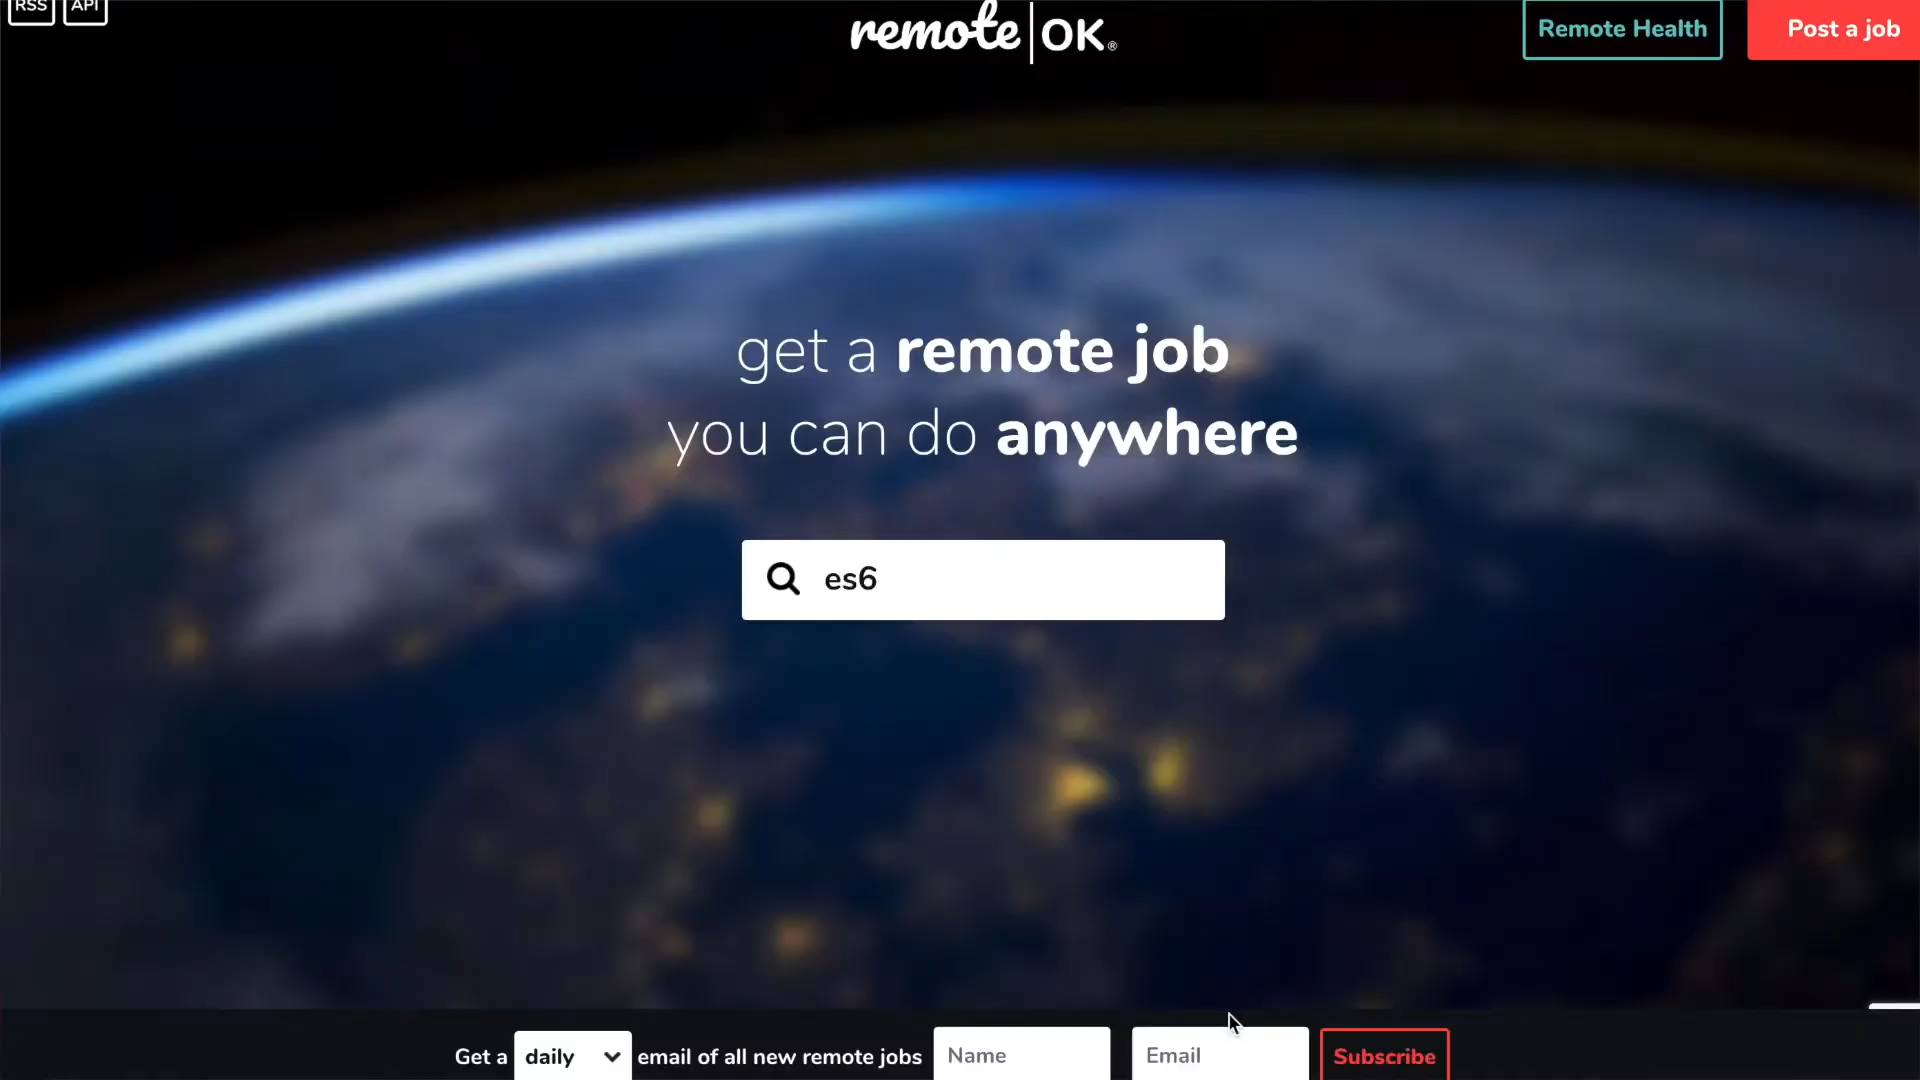 RSS API
remote|OK®
Remote Health
Post a job
get a remote job
you can do anywhere
es6
Get a daily email of all new remote jobs Name Email Subscribe